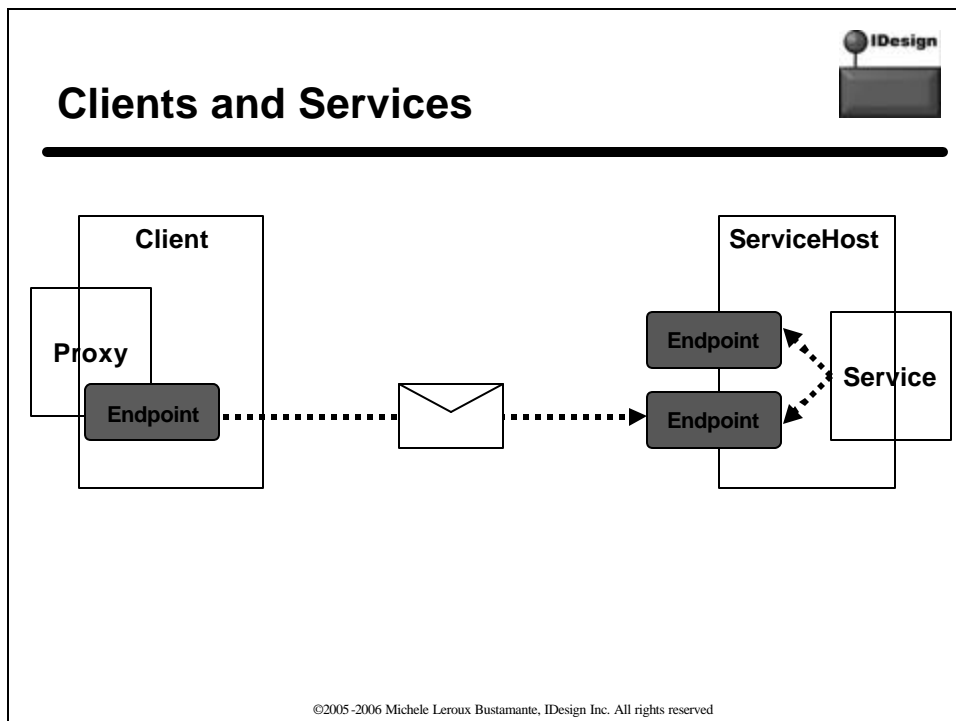 IDesign
Clients and Services
Client
ServiceHost
Proxy
Endpoint
Endpoint
Endpoint
Service
©2005-2006 Michele Leroux Bustamante, IDesign Inc. All rights reserved